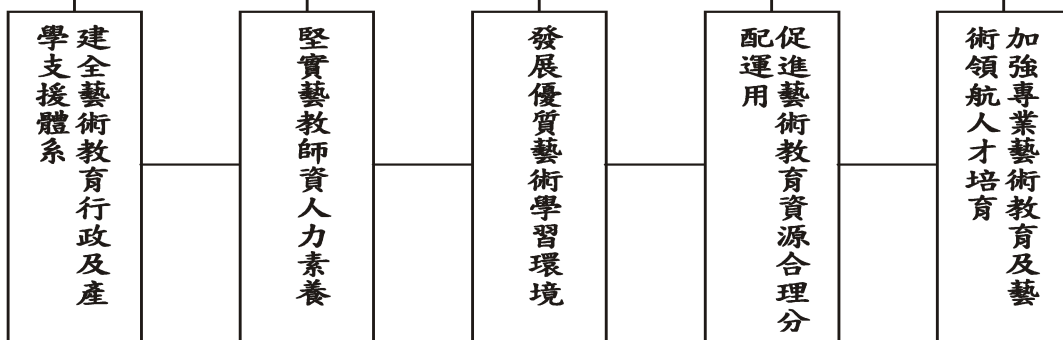 建全藝術教育行政及產
學支援體系
堅實藝教師資人力素養
發展優質藝術學習環境
促進藝術教育資源合理分
配運用
加強專業藝術教育及藝
術領航人才培育